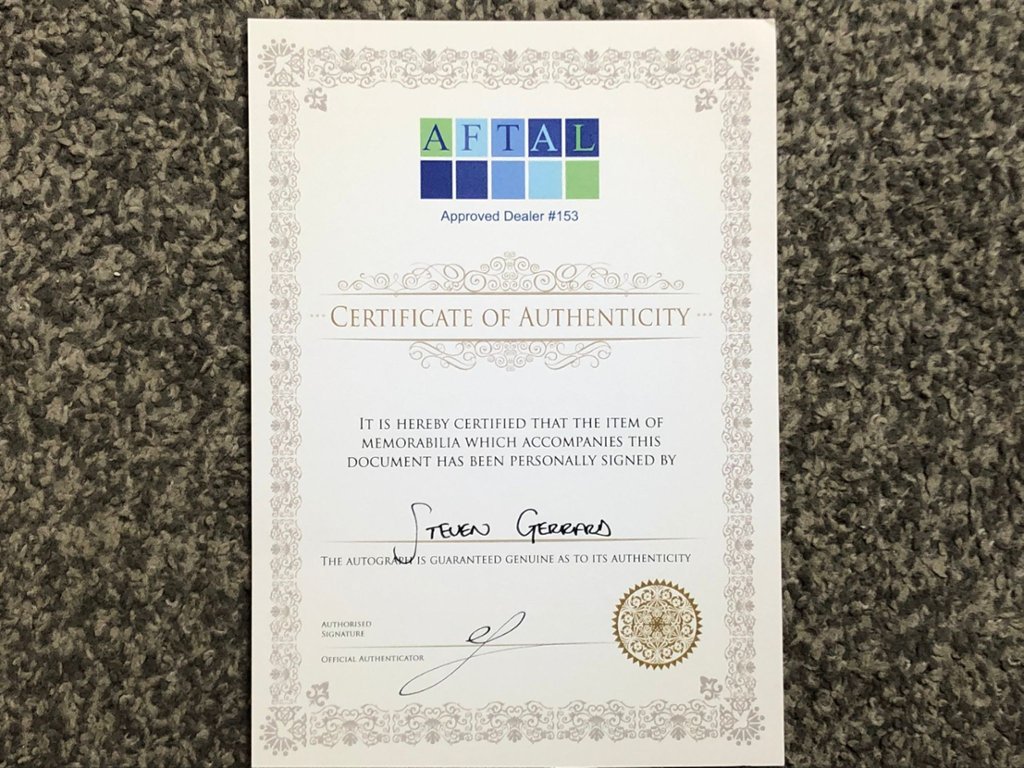 AFTAL
Approved Dealer #153
CERTIFICATE OF AUTHENTICITY
IT IS HEREBY CERTIFIED THAT THE ITEM OF
MEMORABILIA WHICH ACCOMPANIES THIS
DOCUMENT HAS BEEN PERSONALLY SIGNED BY
STEVEN GERRARD
THE AUTOGRAPH IS GUARANTEED GENUINE AS TO ITS AUTHENTICITY
AUTHORISED
SIGNATURE
OFFICIAL AUTHENTICATOR